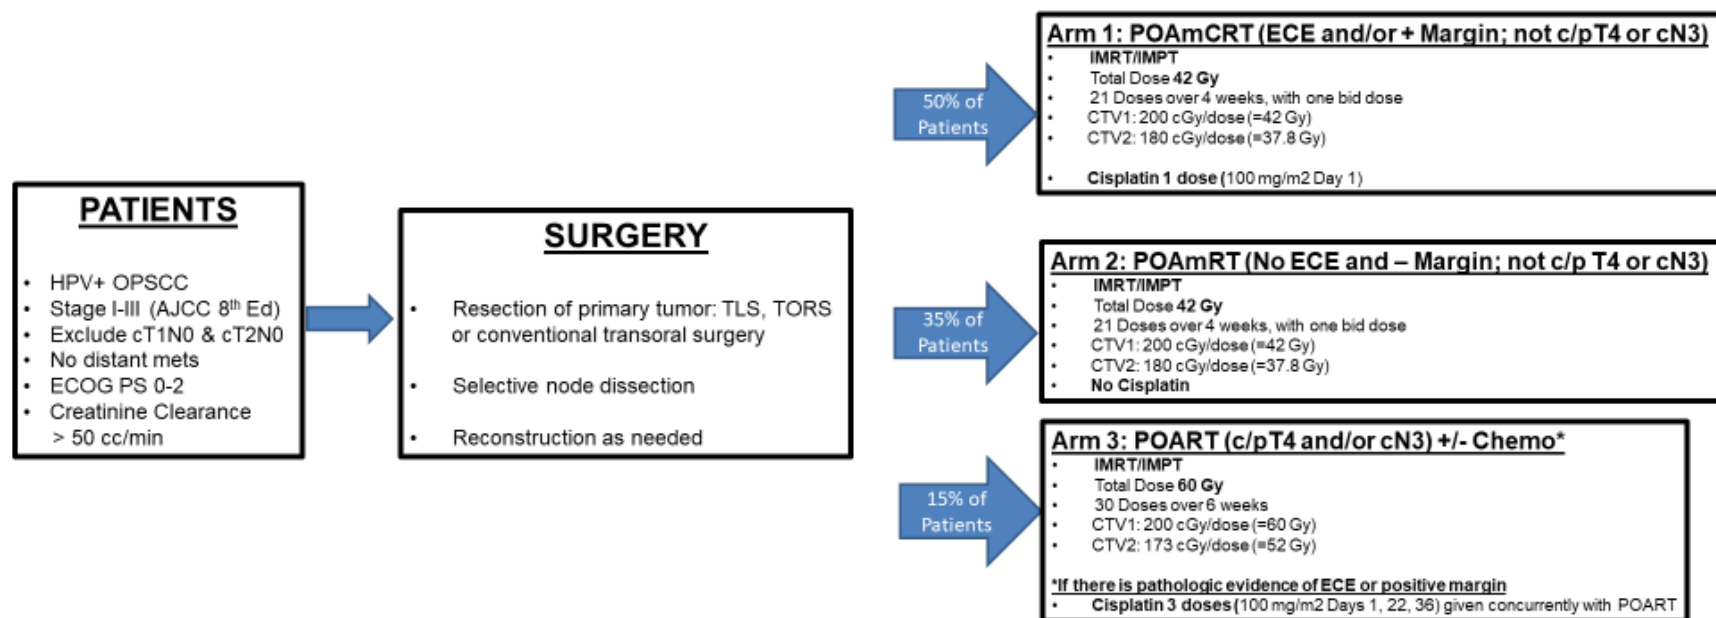 PATIENTS
• HPV+ OPSCC
• Stage I-III (AJCC 8th Ed)
• Exclude cT1N0 & cT2N0
• No distant mets
• ECOG PS 0-2
• Creatinine Clearance
> 50 cc/min
SURGERY
• Resection of primary tumor: TLS, TORS
or conventional transoral surgery
• Selective node dissection
• Reconstruction as needed
50% of
Patients
Arm 1: POAmCRT (ECE and/or + Margin; not c/pT4 or cN3)
• IMRT/IMPT
• Total Dose 42 Gy
• 21 Doses over 4 weeks, with one bid dose
• CTV1: 200 cGy/dose (=42 Gy)
• CTV2: 180 cGy/dose (=37.8 Gy)
• Cisplatin 1 dose (100 mg/m2 Day 1)
35% of
Patients
Arm 2: POAmRT (No ECE and – Margin; not c/p T4 or cN3)
• IMRT/IMPT
• Total Dose 42 Gy
• 21 Doses over 4 weeks, with one bid dose
• CTV1: 200 cGy/dose (=42 Gy)
• CTV2: 180 cGy/dose (=37.8 Gy)
• No Cisplatin
15% of
Patients
Arm 3: POART (c/pT4 and/or cN3) +/- Chemo*
• IMRT/IMPT
• Total Dose 60 Gy
• 30 Doses over 6 weeks
• CTV1: 200 cGy/dose (=60 Gy)
• CTV2: 173 cGy/dose (=52 Gy)
*If there is pathologic evidence of ECE or positive margin
• Cisplatin 3 doses (100 mg/m2 Days 1, 22, 36) given concurrently with POART